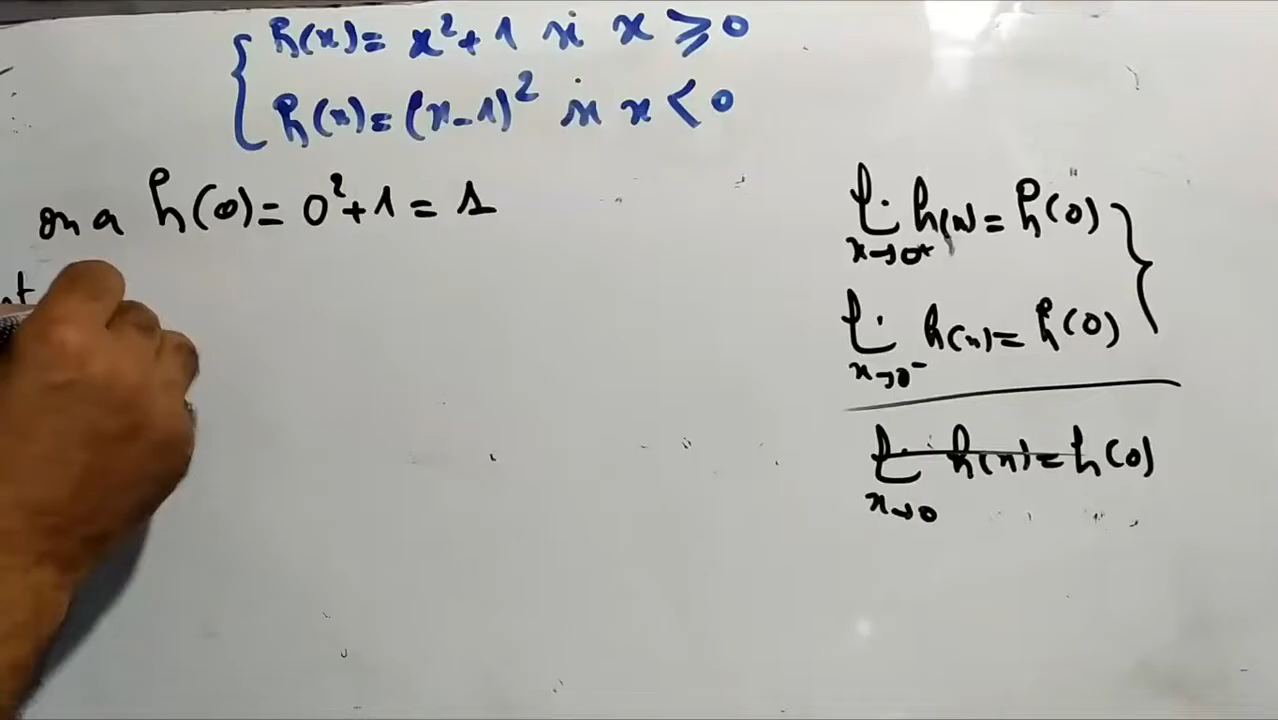 { h(x) = x² + 1 si x ≥ 0
h(x) = (x - 1)² si x < 0
on a h(0) = 0² + 1 = 1
lim h(x) = h(0) }
x→0⁺
lim h(x) = h(0)
x→0⁻
lim h(x) = h(0)
x→0